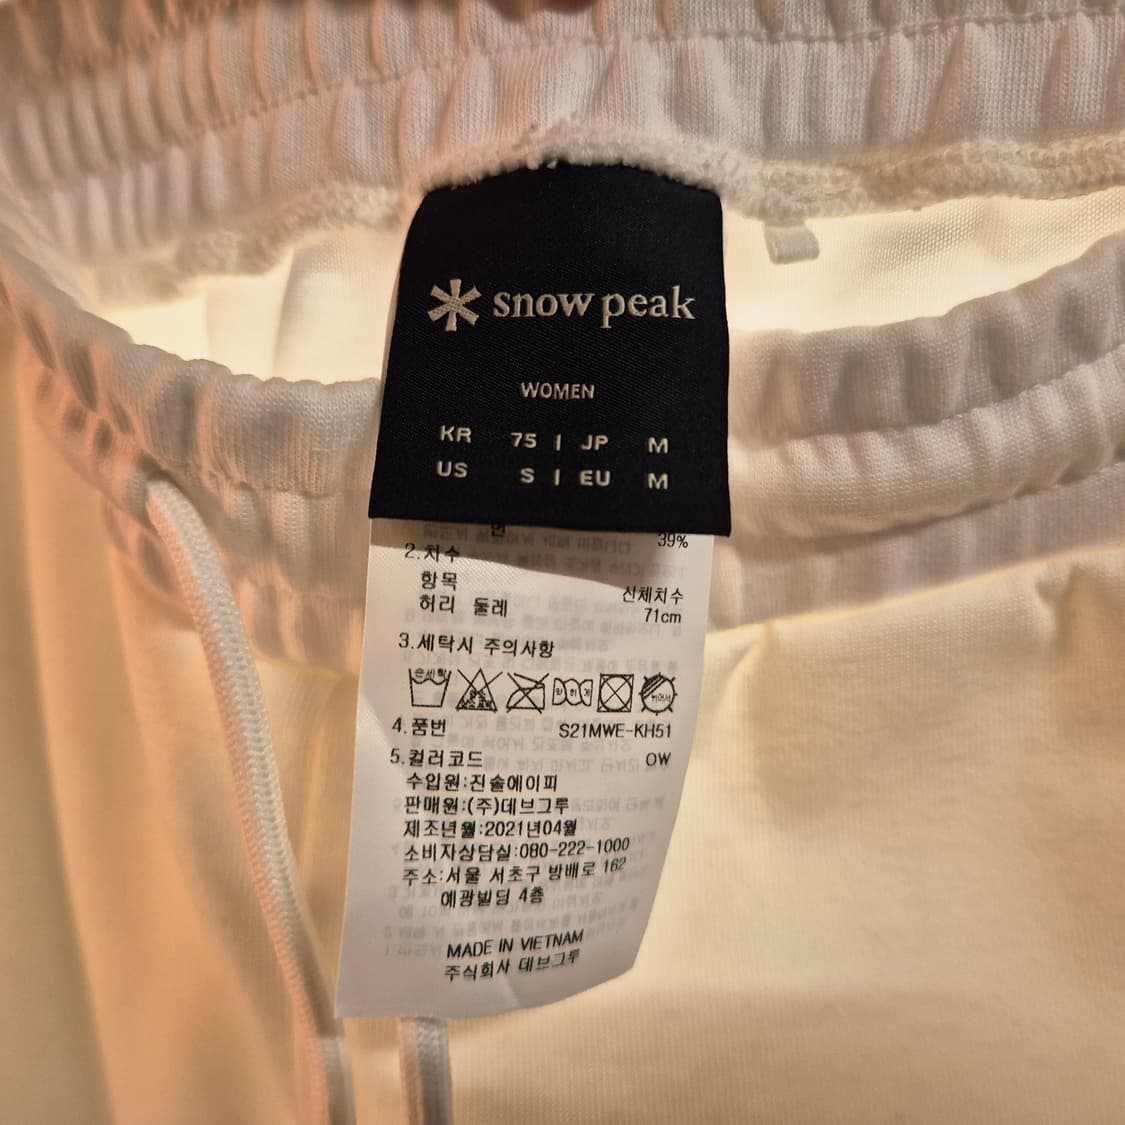 snow peak
WOMEN
KR 75 | JP M
US S | EU M
면 39%
2.치수
항목 신체치수
허리 둘레 71cm
3.세탁시 주의사항
손세탁
4.품번 S21MWE-KH51
5.컬러코드 OW
수입원:진솔에이피
판매원:(주)데브그루
제조년월:2021년04월
소비자상담실:080-222-1000
주소:서울 서초구 방배로 162
예광빌딩 4층
MADE IN VIETNAM
주식회사 데브그루